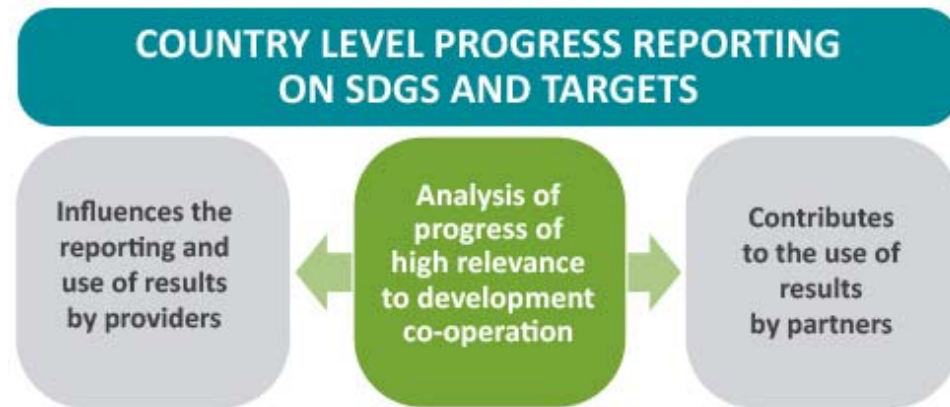 COUNTRY LEVEL PROGRESS REPORTING
ON SDGS AND TARGETS
Influences the
reporting and
use of results
by providers
Analysis of
progress of
high relevance
to development
co-operation
Contributes
to the use of
results
by partners